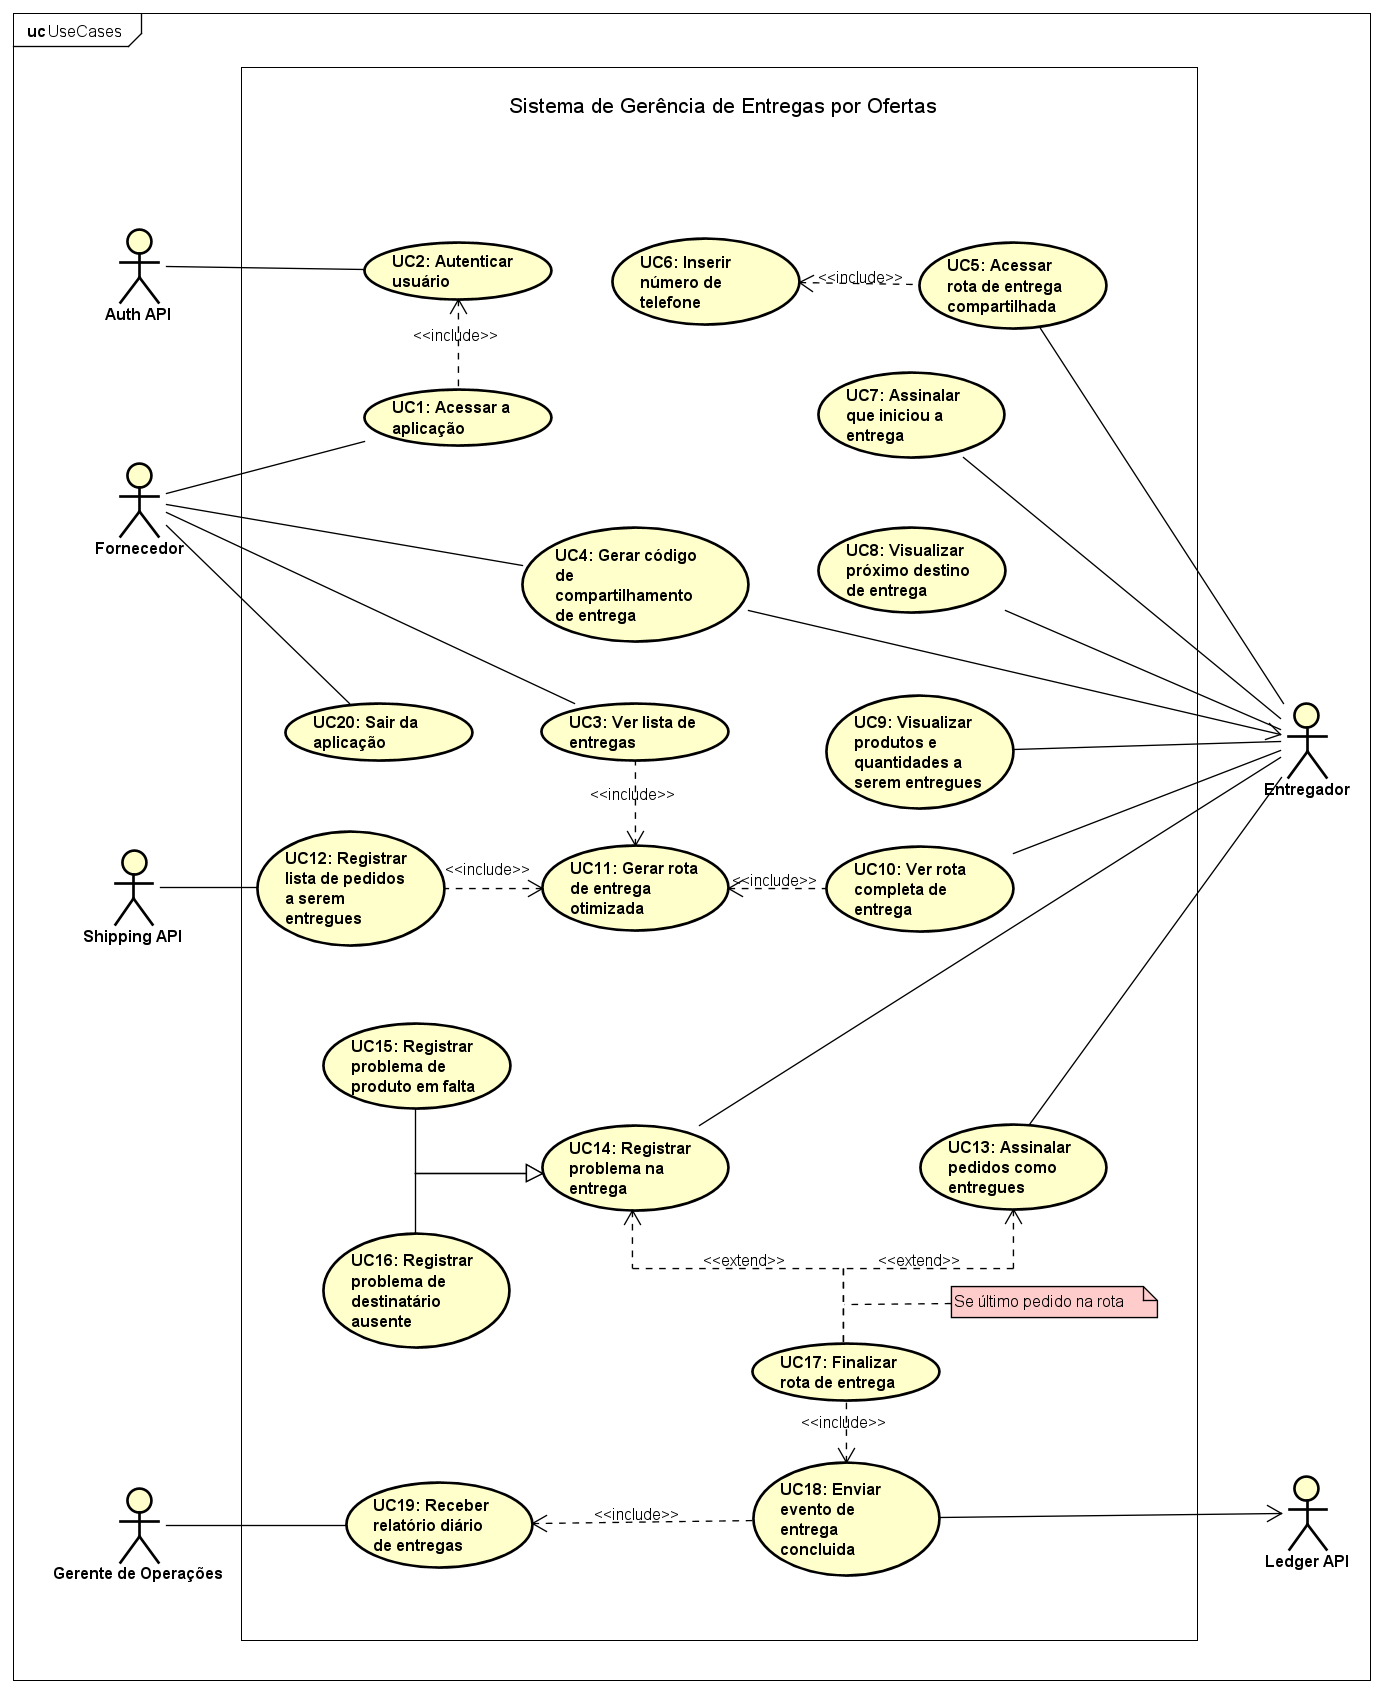 uc UseCases
Sistema de Gerência de Entregas por Ofertas
Auth API
UC2: Autenticar
usuário
UC6: Inserir
número de
telefone
<<include>>
UC5: Acessar
rota de entrega
compartilhada
<<include>>
UC1: Acessar a
aplicação
UC7: Assinalar
que iniciou a
entrega
Fornecedor
UC4: Gerar código
de
compartilhamento
de entrega
UC8: Visualizar
próximo destino
de entrega
UC20: Sair da
aplicação
UC3: Ver lista de
entregas
UC9: Visualizar
produtos e
quantidades a
serem entregues
Entregador
<<include>>
Shipping API
UC12: Registrar
lista de pedidos
a serem
entregues
<<include>>
UC11: Gerar rota
de entrega
otimizada
<<include>>
UC10: Ver rota
completa de
entrega
UC15: Registrar
problema de
produto em falta
UC14: Registrar
problema na
entrega
UC13: Assinalar
pedidos como
entregues
UC16: Registrar
problema de
destinatário
ausente
<<extend>>
<<extend>>
Se último pedido na rota
UC17: Finalizar
rota de entrega
<<include>>
Gerente de Operações
UC19: Receber
relatório diário
de entregas
<<include>>
UC18: Enviar
evento de
entrega
concluida
Ledger API